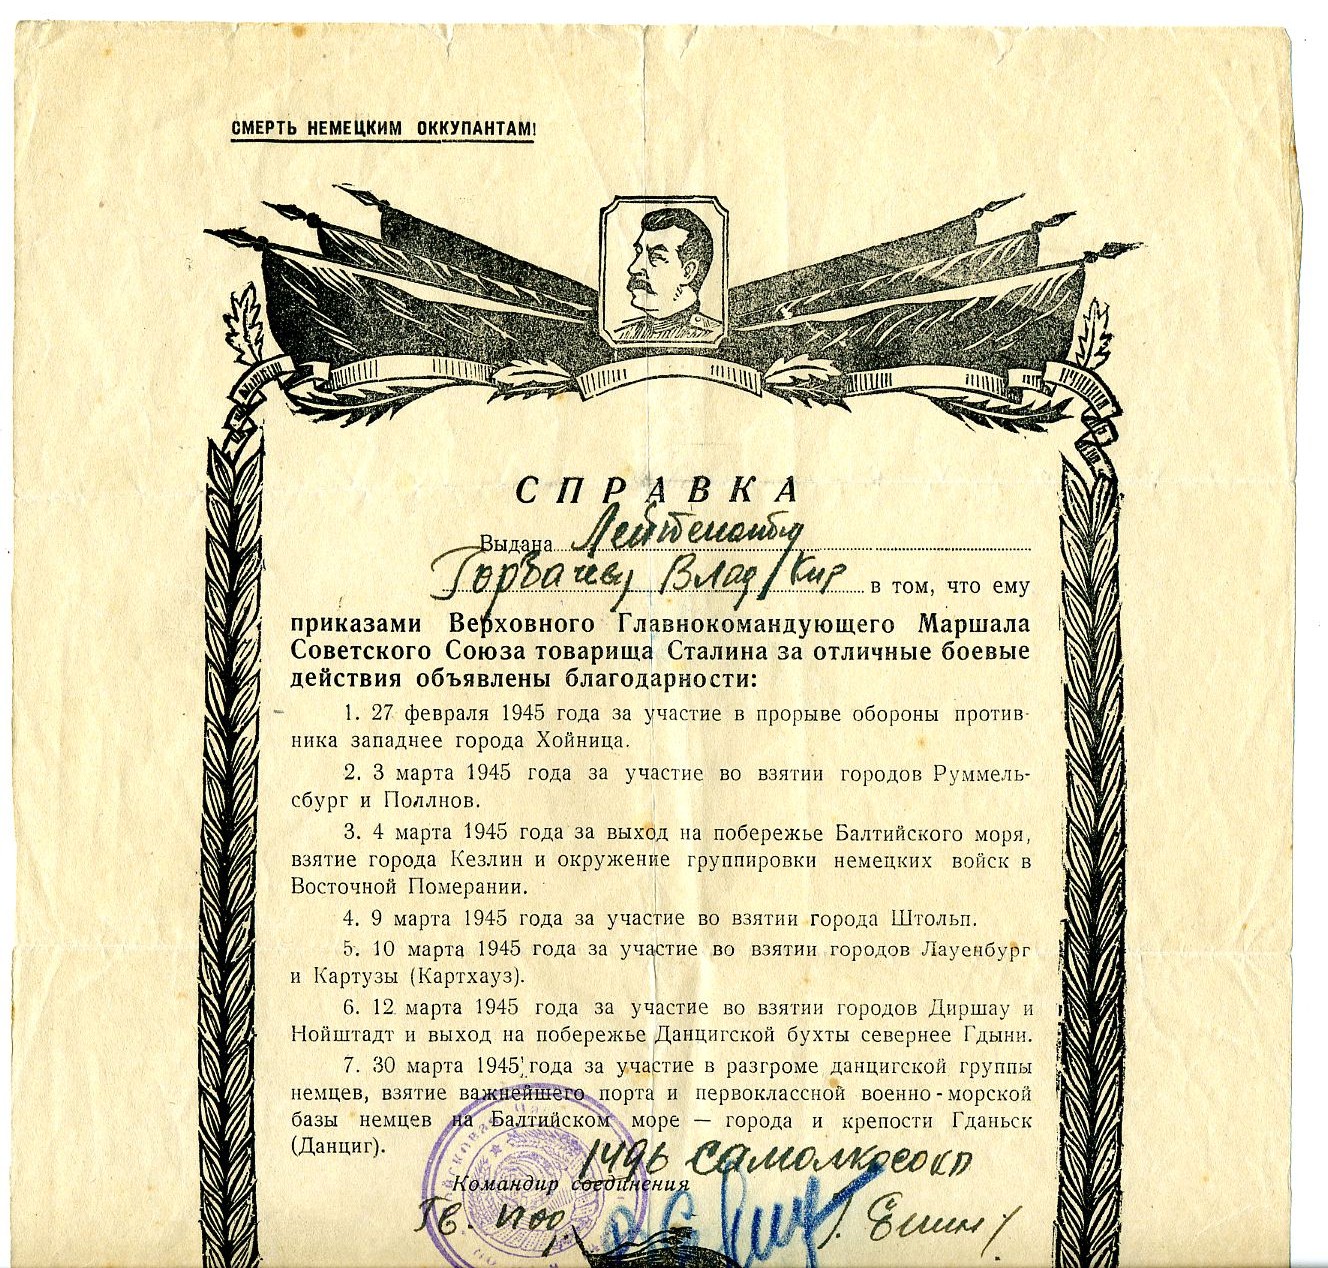 СМЕРТЬ НЕМЕЦКИМ ОККУПАНТАМ!
СПРАВКА
Выдана Лейтенанту
Горбачеву Влад/Кир в том, что ему
приказами Верховного Главнокомандующего Маршала
Советского Союза товарища Сталина за отличные боевые
действия объявлены благодарности:
1. 27 февраля 1945 года за участие в прорыве обороны против-
ника западнее города Хойница.
2. 3 марта 1945 года за участие во взятии городов Руммель-
сбург и Поллнов.
3. 4 марта 1945 года за выход на побережье Балтийского моря,
взятие города Кезлин и окружение группировки немецких войск в
Восточной Померании.
4. 9 марта 1945 года за участие во взятии города Штольп.
5. 10 марта 1945 года за участие во взятии городов Лауенбург
и Картузы (Картхауз).
6. 12 марта 1945 года за участие во взятии городов Диршау и
Нойштадт и выход на побережье Данцигской бухты севернее Гдыни.
7. 30 марта 1945 года за участие в разгроме данцигской группы
немцев, взятие важнейшего порта и первоклассной военно-морской
базы немцев на Балтийском море — города и крепости Гданьск
(Данциг).
Командир соединения
Гв.